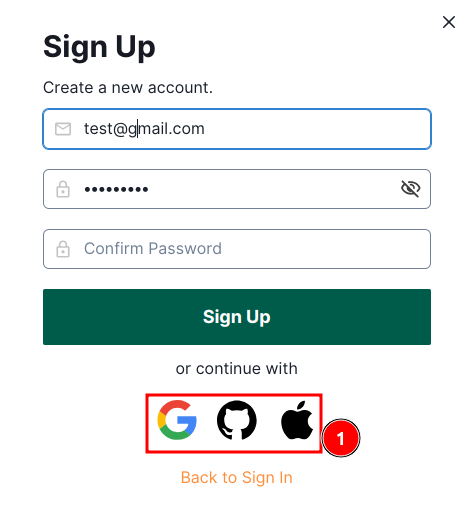 Sign Up
Create a new account.
test@gmail.com
•••••••••
Confirm Password
Sign Up
or continue with
1
Back to Sign In